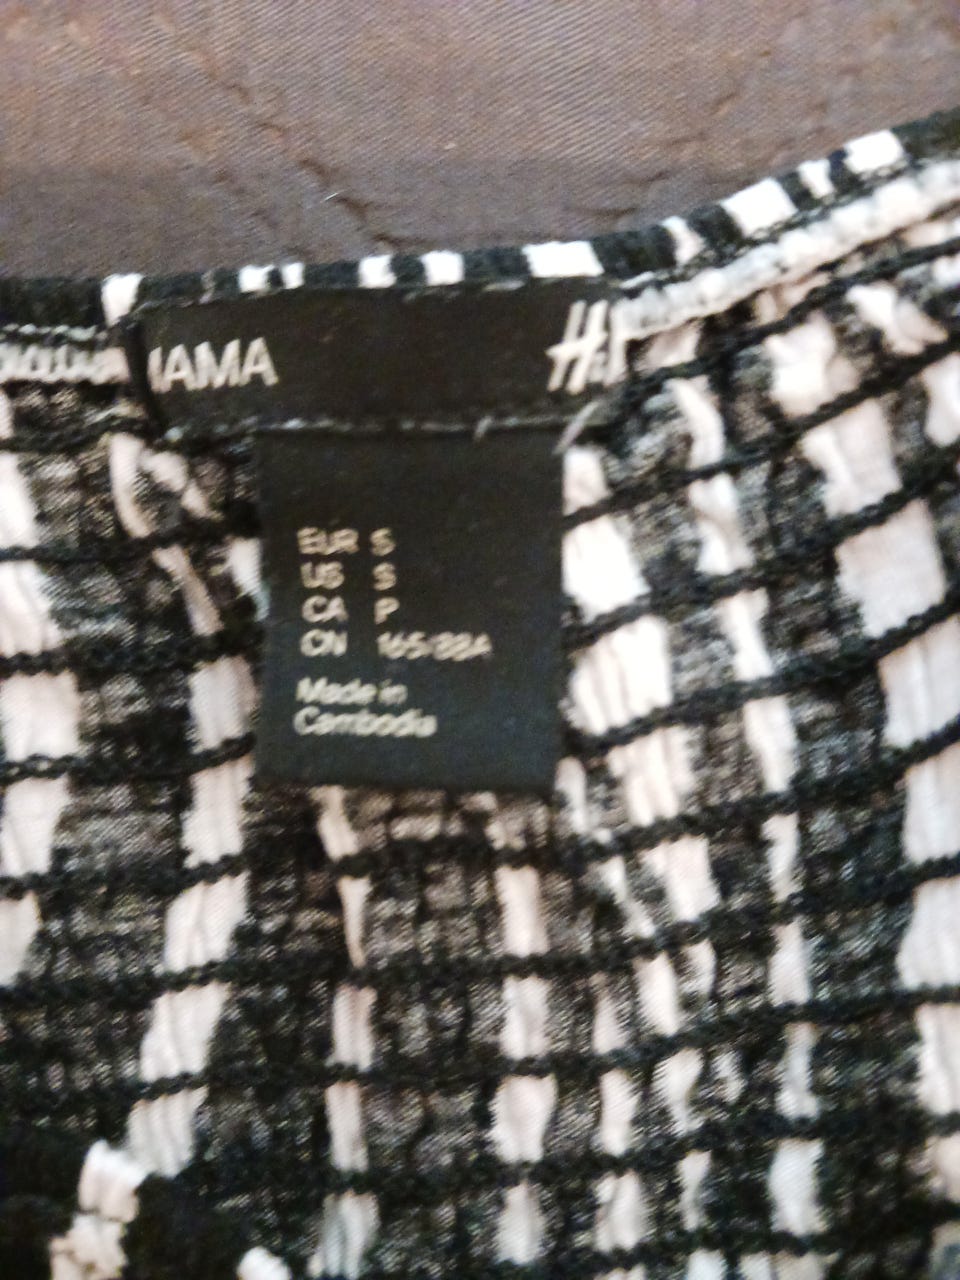 MAMA H&M
EUR S
US S
CA P
CN 165/88A
Made in
Cambodia